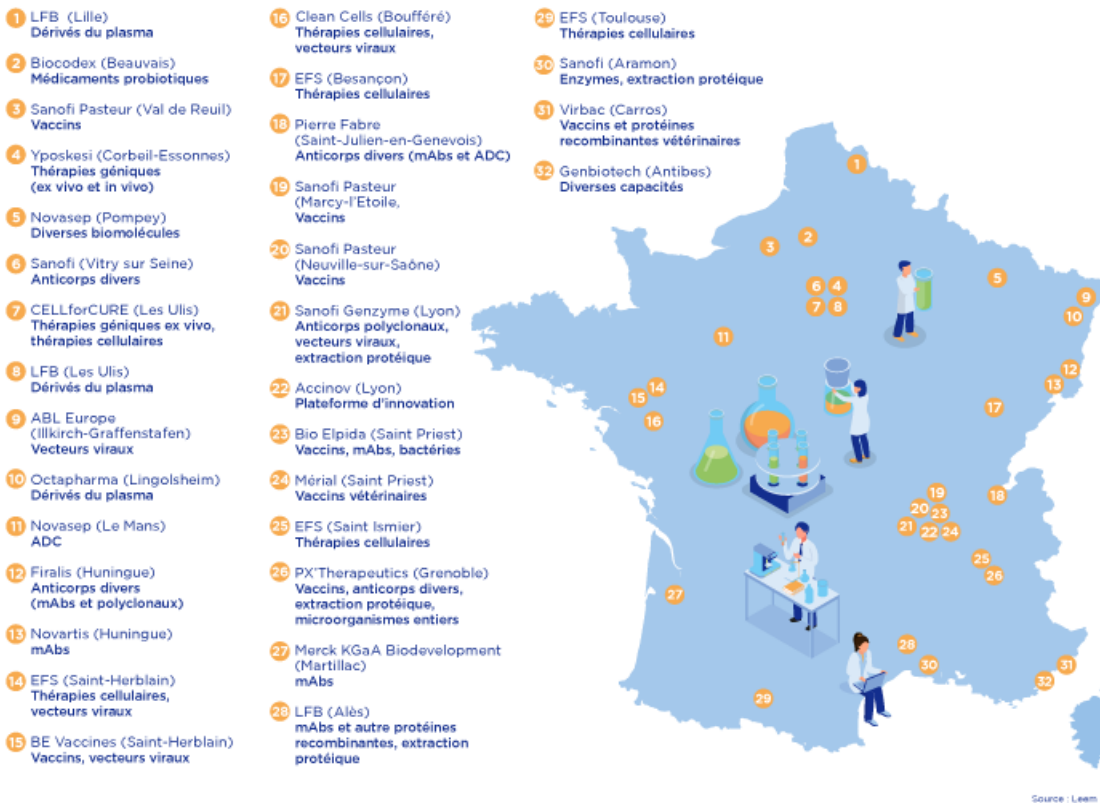 1 LFB (Lille)
Dérivés du plasma
2 Biocodex (Beauvais)
Médicaments probiotiques
3 Sanofi Pasteur (Val de Reuil)
Vaccins
4 Yposkesi (Corbeil-Essonnes)
Thérapies géniques
(ex vivo et in vivo)
5 Novasep (Pompey)
Diverses biomolécules
6 Sanofi (Vitry sur Seine)
Anticorps divers
7 CELLforCURE (Les Ulis)
Thérapies géniques ex vivo,
thérapies cellulaires
8 LFB (Les Ulis)
Dérivés du plasma
9 ABL Europe
(Illkirch-Graffenstafen)
Vecteurs viraux
10 Octapharma (Lingolsheim)
Dérivés du plasma
11 Novasep (Le Mans)
ADC
12 Firalis (Huningue)
Anticorps divers
(mAbs et polyclonaux)
13 Novartis (Huningue)
mAbs
14 EFS (Saint-Herblain)
Thérapies cellulaires,
vecteurs viraux
15 BE Vaccines (Saint-Herblain)
Vaccins, vecteurs viraux
16 Clean Cells (Boufféré)
Thérapies cellulaires,
vecteurs viraux
17 EFS (Besançon)
Thérapies cellulaires
18 Pierre Fabre
(Saint-Julien-en-Genevois)
Anticorps divers (mAbs et ADC)
19 Sanofi Pasteur
(Marcy-l'Etoile,
Vaccins
20 Sanofi Pasteur
(Neuville-sur-Saône)
Vaccins
21 Sanofi Genzyme (Lyon)
Anticorps polyclonaux,
vecteurs viraux,
extraction protéique
22 Accinov (Lyon)
Plateforme d'innovation
23 Bio Elpida (Saint Priest)
Vaccins, mAbs, bactéries
24 Mérial (Saint Priest)
Vaccins vétérinaires
25 EFS (Saint Ismier)
Thérapies cellulaires
26 PX'Therapeutics (Grenoble)
Vaccins, anticorps divers,
extraction protéique,
microorganismes entiers
27 Merck KGaA Biodevelopment
(Martillac)
mAbs
28 LFB (Alès)
mAbs et autre protéines
recombinantes, extraction
protéique
29 EFS (Toulouse)
Thérapies cellulaires
30 Sanofi (Aramon)
Enzymes, extraction protéique
31 Virbac (Carros)
Vaccins et protéines
recombinantes vétérinaires
32 Genbiotech (Antibes)
Diverses capacités
1
2
3
5
6 4
9
7 8
10
11
12
13
14
15
17
16
19
18
20 23
21 22 24
25
26
27
28
30
31
32
29
Source : Leem